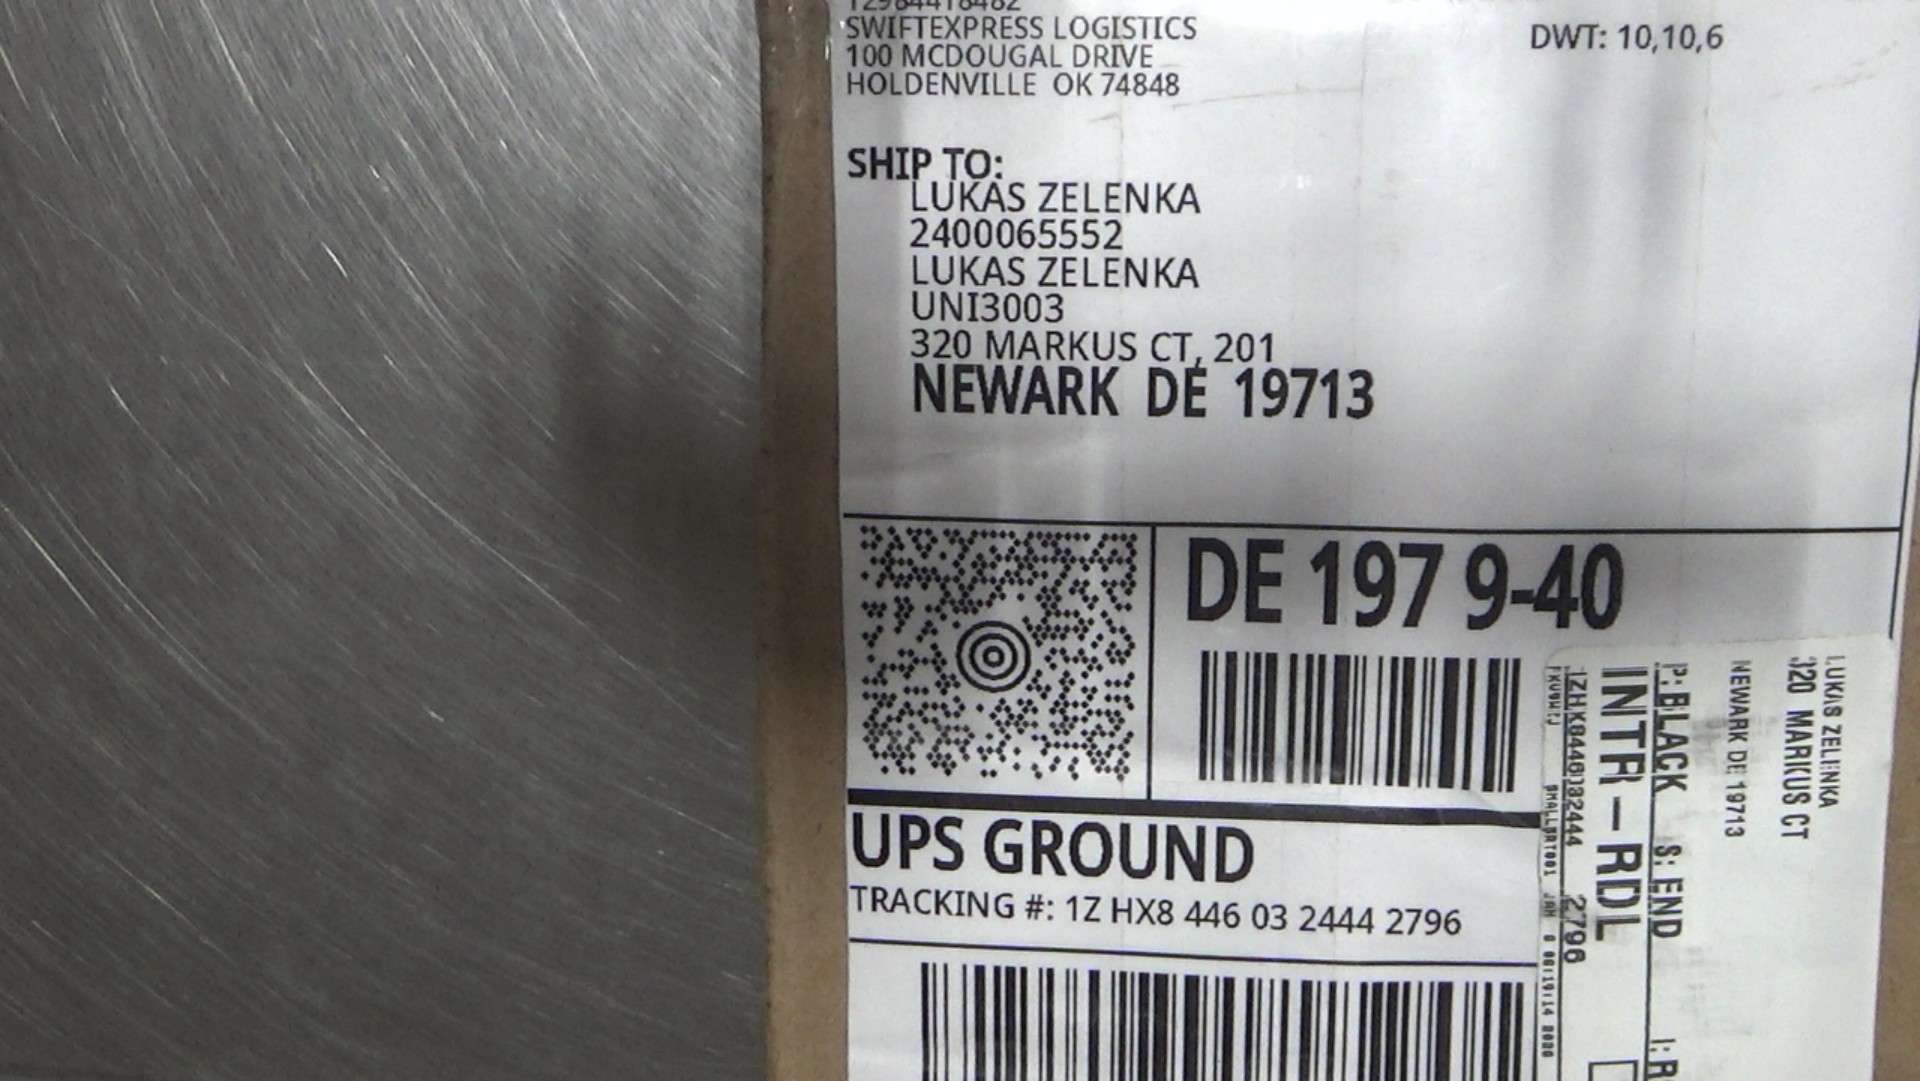 SWIFTEXPRESS LOGISTICS
100 MCDOUGAL DRIVE
HOLDENVILLE OK 74848
DWT: 10,10,6
SHIP TO:
LUKAS ZELENKA
2400065552
LUKAS ZELENKA
UNI3003
320 MARKUS CT, 201
NEWARK DE 19713
DE 197 9-40
UPS GROUND
TRACKING #: 1Z HX8 446 03 2444 2796
LUKAS ZELENKA
320 MARKUS CT
NEWARK DE 19713
P: BLACK S: END I: R
INTR-RDL
1ZHX84460324442796